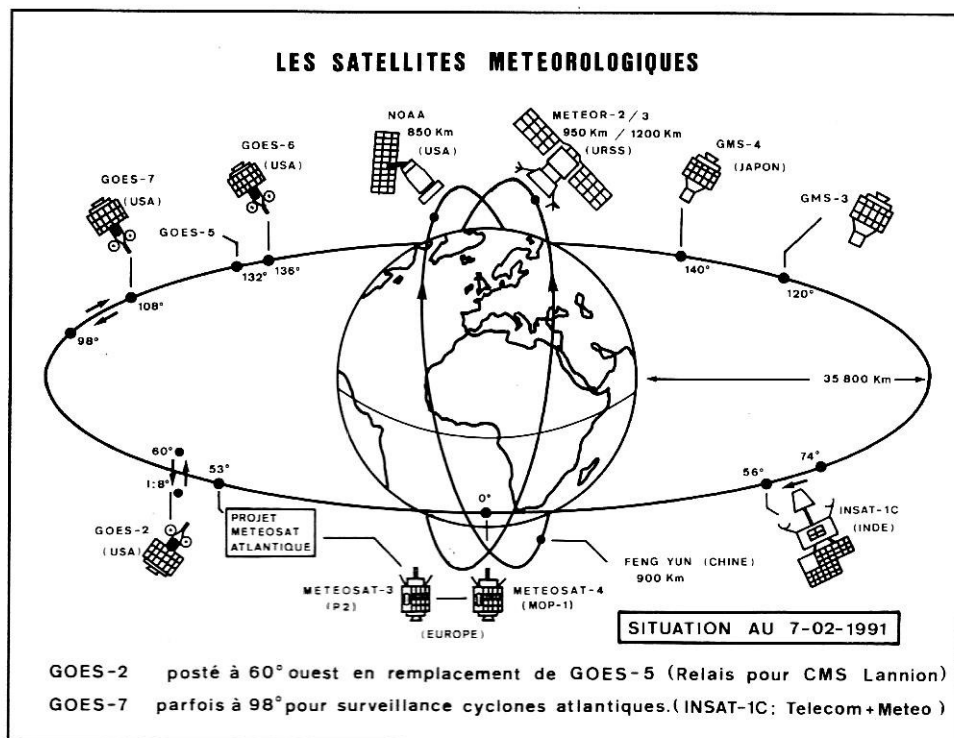 LES SATELLITES METEOROLOGIQUES
NOAA
850 Km
(USA)
METEOR-2/3
950 Km / 1200 Km
(URSS)
GOES-6
(USA)
GMS-4
(JAPON)
GOES-7
(USA)
GMS-3
GOES-5
132°
136°
140°
120°
108°
98°
35 800 Km
60°
I:8°
53°
0°
56°
74°
GOES-2
(USA)
PROJET
METEOSAT
ATLANTIQUE
INSAT-1C
(INDE)
FENG YUN (CHINE)
900 Km
METEOSAT-3
(P2)
METEOSAT-4
(MOP-1)
(EUROPE)
SITUATION AU 7-02-1991
GOES-2 posté à 60° ouest en remplacement de GOES-5 (Relais pour CMS Lannion)
GOES-7 parfois à 98° pour surveillance cyclones atlantiques.(INSAT-1C: Telecom+Meteo)